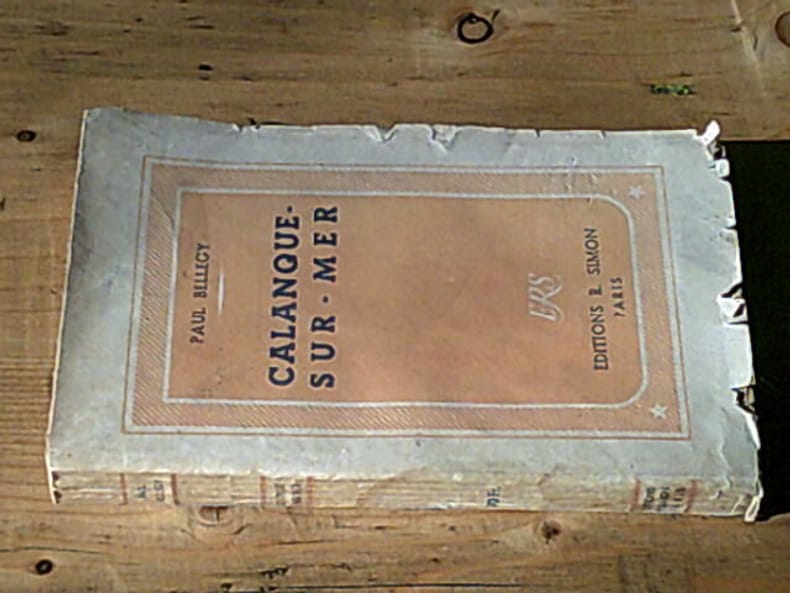 PAUL BELLECY
CALANQUE-
SUR-MER
ERS
EDITIONS R. SIMON
PARIS